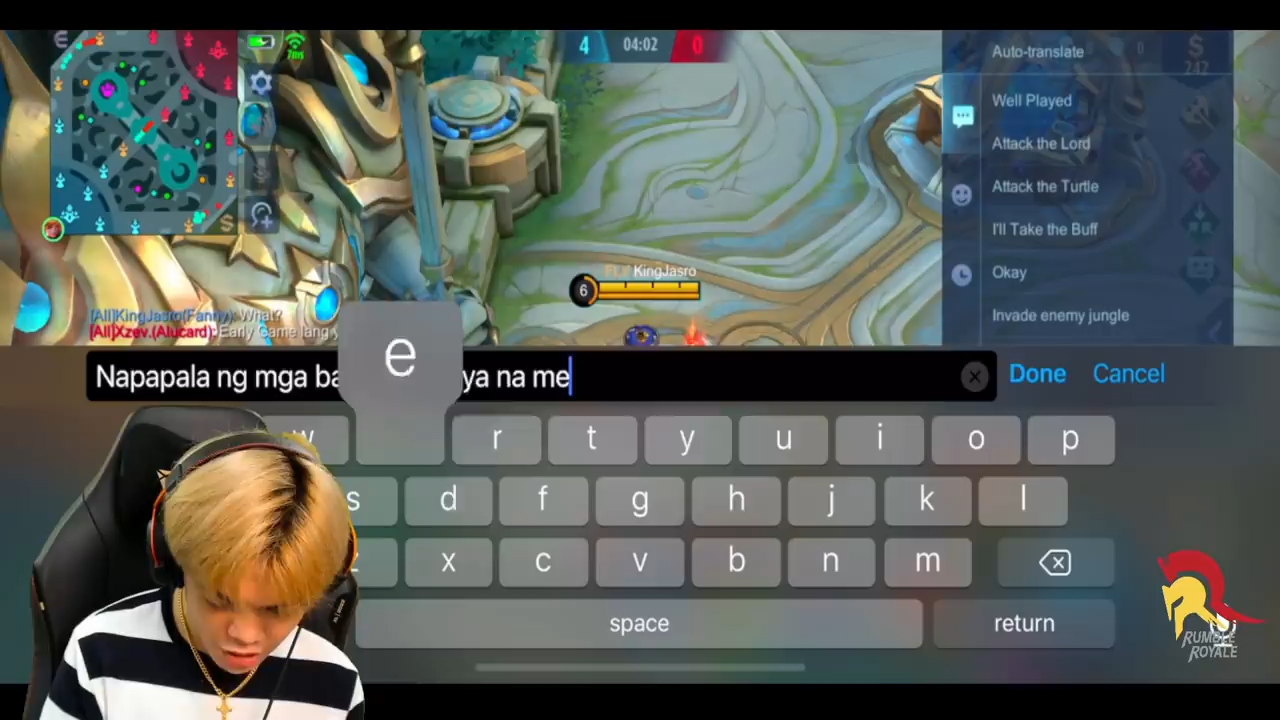 7ms
4
04:02
0
242
Auto-translate
Well Played
Attack the Lord
Attack the Turtle
I'll Take the Buff
Okay
Invade enemy jungle
KingJasro
6
[All]KingJasro(Fanny): What?
[All]Xzev.(Alucard): Early Game lang
e
Napapala ng mga ba ya na me
Done
Cancel
w r t y u i o p
s d f g h j k l
z x c v b n m
space
return
RUMBLE
ROYALE